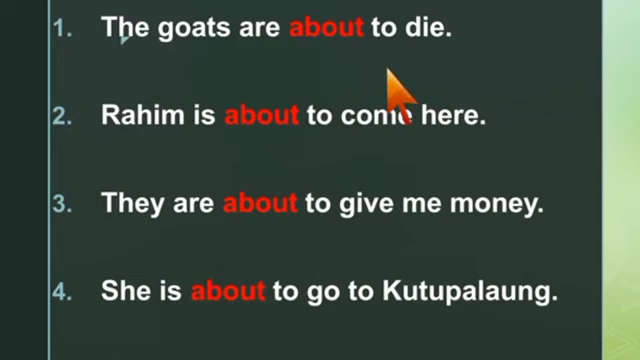 1. The goats are about to die.
2. Rahim is about to come here.
3. They are about to give me money.
4. She is about to go to Kutupalaung.